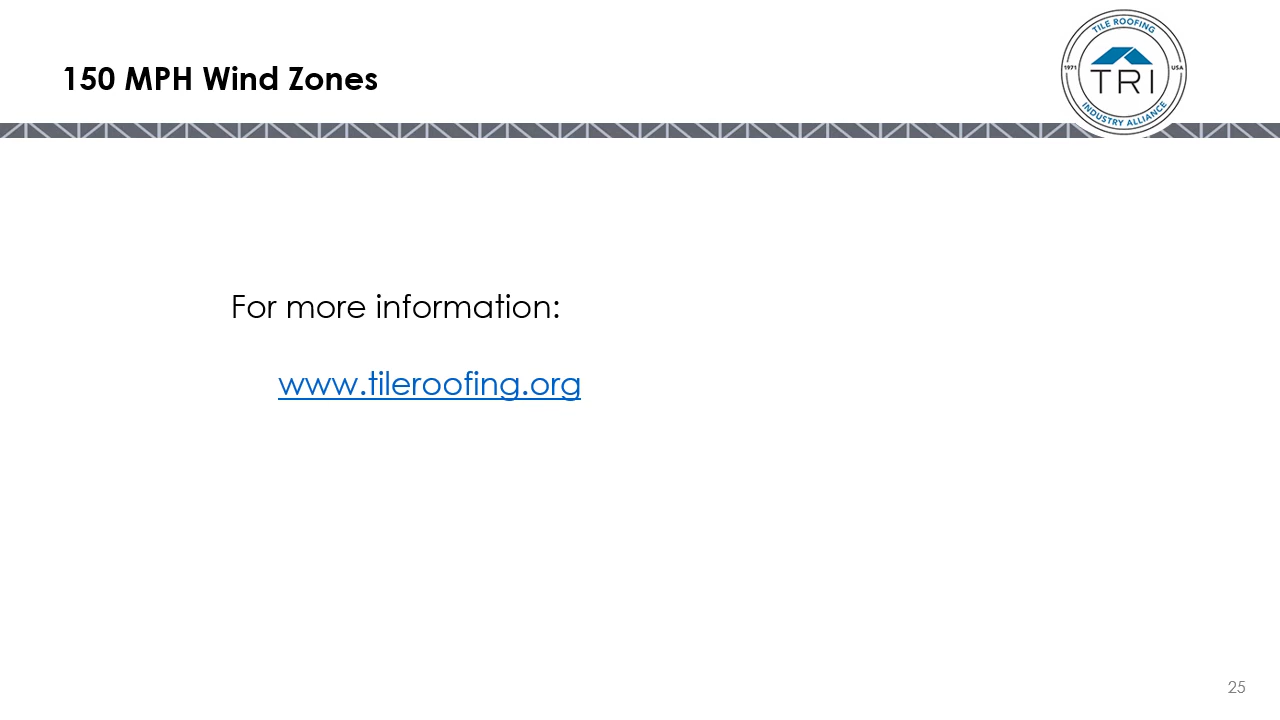 150 MPH Wind Zones
TILE ROOFING
1971
USA
TRI
INDUSTRY ALLIANCE
For more information:
www.tileroofing.org
25